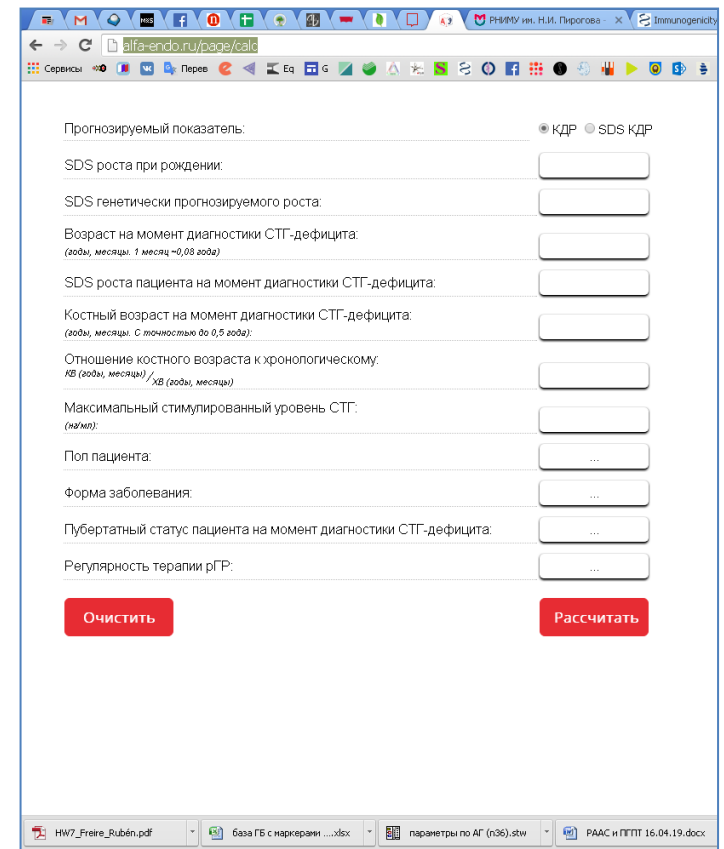 M&S
РНИМУ им. Н.И. Пирогова -
Immunogenicity
alfa-endo.ru/page/calc
Сервисы
Перев
Eq
G
Прогнозируемый показатель:
КДР
SDS КДР
SDS роста при рождении:
SDS генетически прогнозируемого роста:
Возраст на момент диагностики СТГ-дефицита:
(годы, месяцы. 1 месяц ~0,08 года)
SDS роста пациента на момент диагностики СТГ-дефицита:
Костный возраст на момент диагностики СТГ-дефицита:
(годы, месяцы. С точностью до 0,5 года):
Отношение костного возраста к хронологическому:
КВ (годы, месяцы)/ХВ (годы, месяцы)
Максимальный стимулированный уровень СТГ:
(нг/мл):
Пол пациента:
...
Форма заболевания:
...
Пубертатный статус пациента на момент диагностики СТГ-дефицита:
...
Регулярность терапии рГР:
...
Очистить
Рассчитать
HW7_Freire_Rubén.pdf
база ГБ с маркерами ....xlsx
параметры по АГ (n36).stw
РААС и ПГПТ 16.04.19.docx